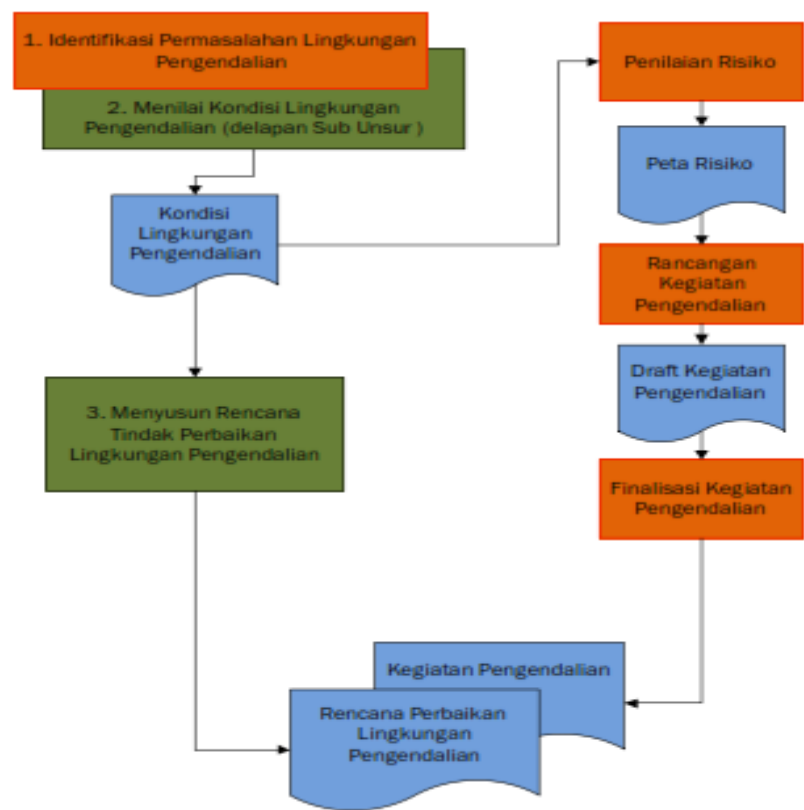 1. Identifikasi Permasalahan Lingkungan
Pengendalian
2. Menilai Kondisi Lingkungan
Pengendalian (delapan Sub Unsur )
Kondisi
Lingkungan
Pengendalian
3. Menyusun Rencana
Tindak Perbaikan
Lingkungan Pengendalian
Penilaian Risiko
Peta Risiko
Rancangan
Kegiatan
Pengendalian
Draft Kegiatan
Pengendalian
Finalisasi Kegiatan
Pengendalian
Kegiatan Pengendalian
Rencana Perbaikan
Lingkungan
Pengendalian